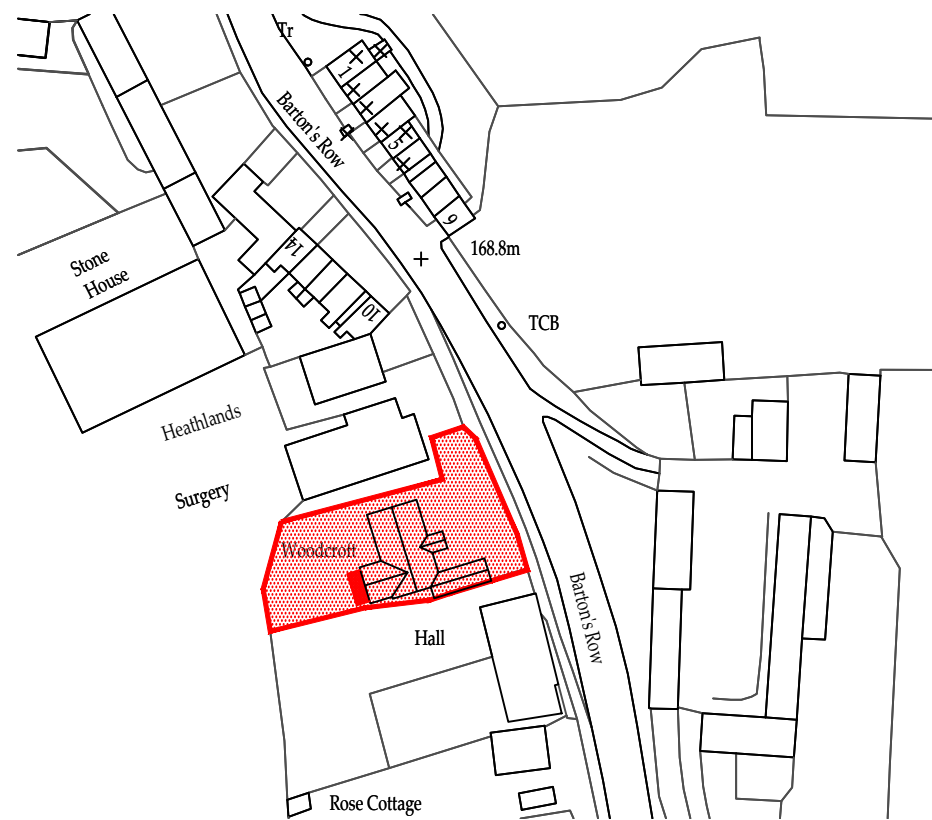 Tr
1
Barton's Row
5
9
168.8m
14
Stone
House
10
TCB
Heathlands
Surgery
Woodcroft
Barton's Row
Hall
Rose Cottage